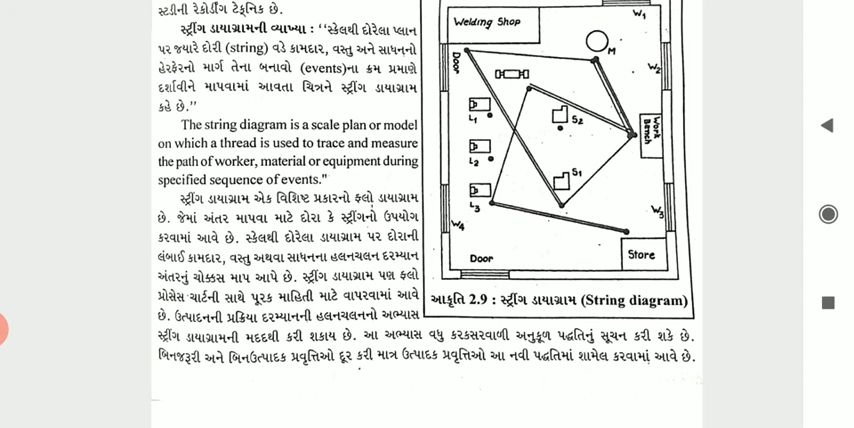 સ્ટડીની રેકોર્ડીંગ ટેક્નિક છે.
સ્ટ્રીંગ ડાયાગ્રામની વ્યાખ્યા : ‘‘સ્કેલથી દોરેલા પ્લાન
પર જ્યારે દોરી (string) વડે કામદાર, વસ્તુ અને સાધનનો
હેરફેરનો માર્ગ તેના બનાવો (events)ના ક્રમ પ્રમાણે
દર્શાવીને માપવામાં આવતા ચિત્રને સ્ટ્રીંગ ડાયાગ્રામ
કહે છે.’’
The string diagram is a scale plan or model
on which a thread is used to trace and measure
the path of worker, material or equipment during
specified sequence of events."
સ્ટ્રીંગ ડાયાગ્રામ એક વિશિષ્ટ પ્રકારનો ફ્લો ડાયાગ્રામ
છે. જેમાં અંતર માપવા માટે દોરા કે સ્ટ્રીંગનો ઉપયોગ
કરવામાં આવે છે. સ્કેલથી દોરેલા ડાયાગ્રામ પર દોરાની
લંબાઈ કામદાર, વસ્તુ અથવા સાધનના હલનચલન દરમ્યાન
અંતરનું ચોક્કસ માપ આપે છે. સ્ટ્રીંગ ડાયાગ્રામ પણ ફ્લો
પ્રોસેસ ચાર્ટની સાથે પૂરક માહિતી માટે વાપરવામાં આવે
છે. ઉત્પાદનની પ્રક્રિયા દરમ્યાનની હલનચલનનો અભ્યાસ
સ્ટ્રીંગ ડાયાગ્રામની મદદથી કરી શકાય છે. આ અભ્યાસ વધુ કરકસરવાળી અનુકૂળ પદ્ધતિનું સૂચન કરી શકે છે.
બિનજરૂરી અને બિનઉત્પાદક પ્રવૃત્તિઓ દૂર કરી માત્ર ઉત્પાદક પ્રવૃત્તિઓ આ નવી પદ્ધતિમાં શામેલ કરવામાં આવે છે.
W1
Welding Shop
M
Door
W2
L1
S2
Work Bench
L2
S1
L3
W3
W4
Door
Store
આકૃતિ 2.9 : સ્ટ્રીંગ ડાયાગ્રામ (String diagram)